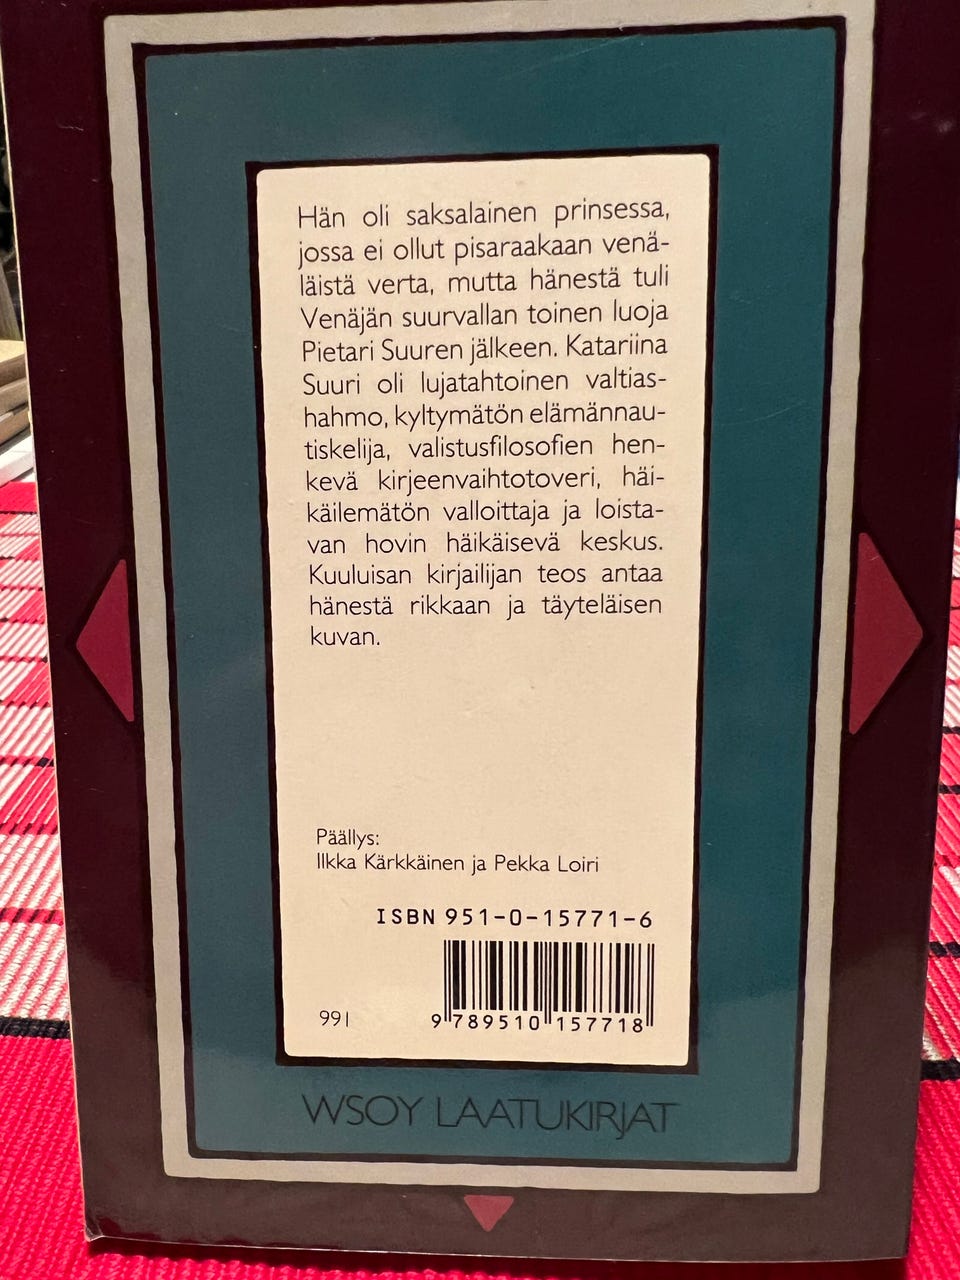 Hän oli saksalainen prinsessa,
jossa ei ollut pisaraakaan venä-
läistä verta, mutta hänestä tuli
Venäjän suurvallan toinen luoja
Pietari Suuren jälkeen. Katariina
Suuri oli lujatahtoinen valtias-
hahmo, kyltymätön elämännau-
tiskelija, valistusfilosofien hen-
kevä kirjeenvaihtotoveri, häi-
käilemätön valloittaja ja loista-
van hovin häikäisevä keskus.
Kuuluisan kirjailijan teos antaa
hänestä rikkaan ja täyteläisen
kuvan.
Päällys:
Ilkka Kärkkäinen ja Pekka Loiri
ISBN 951-0-15771-6
991
9 789510 157718
WSOY LAATUKIRJAT